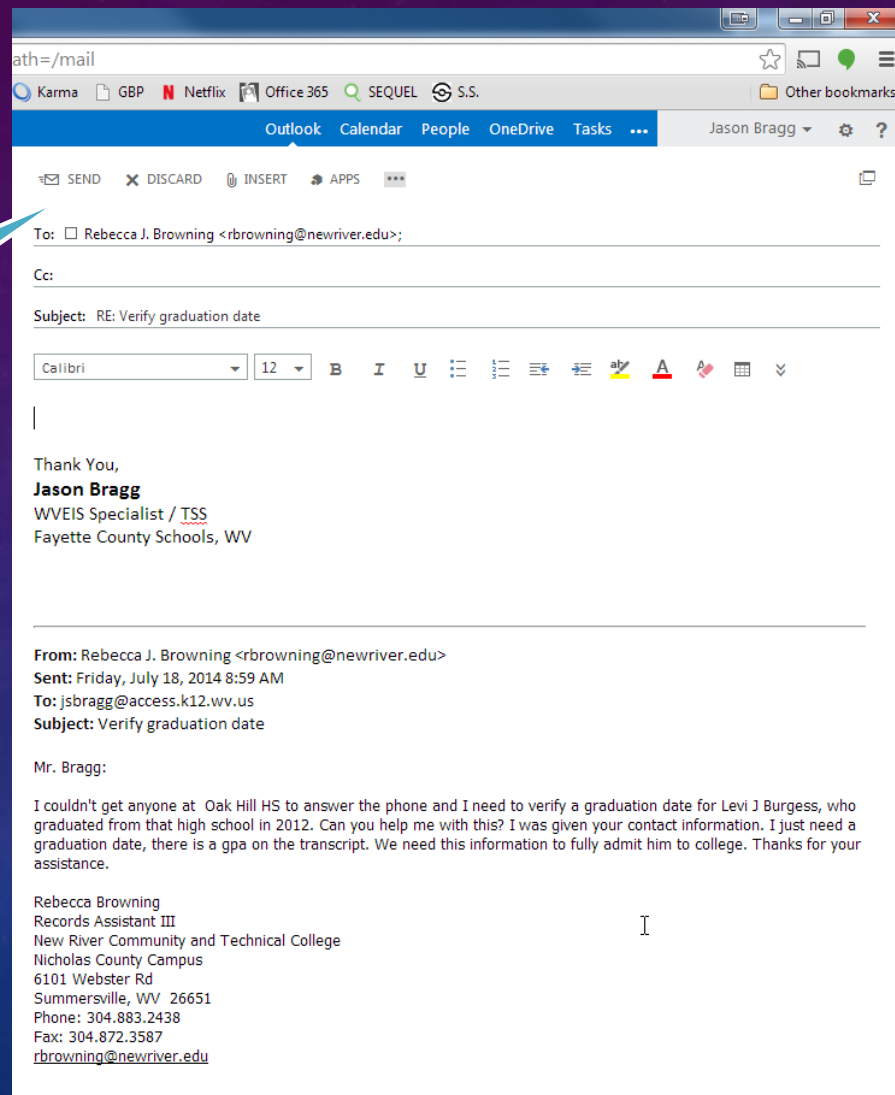 ath=/mail
Karma GBP N Netflix Office 365 SEQUEL S.S. Other bookmarks
Outlook Calendar People OneDrive Tasks ••• Jason Bragg ?
SEND DISCARD INSERT APPS •••
To: Rebecca J. Browning <rbrowning@newriver.edu>;
Cc:
Subject: RE: Verify graduation date
Calibri 12 B I U A
Thank You,
Jason Bragg
WVEIS Specialist / TSS
Fayette County Schools, WV
From: Rebecca J. Browning <rbrowning@newriver.edu>
Sent: Friday, July 18, 2014 8:59 AM
To: jsbragg@access.k12.wv.us
Subject: Verify graduation date
Mr. Bragg:
I couldn't get anyone at  Oak Hill HS to answer the phone and I need to verify a graduation date for Levi J Burgess, who
graduated from that high school in 2012. Can you help me with this? I was given your contact information. I just need a
graduation date, there is a gpa on the transcript. We need this information to fully admit him to college. Thanks for your
assistance.
Rebecca Browning
Records Assistant III
New River Community and Technical College
Nicholas County Campus
6101 Webster Rd
Summersville, WV  26651
Phone: 304.883.2438
Fax: 304.872.3587
rbrowning@newriver.edu